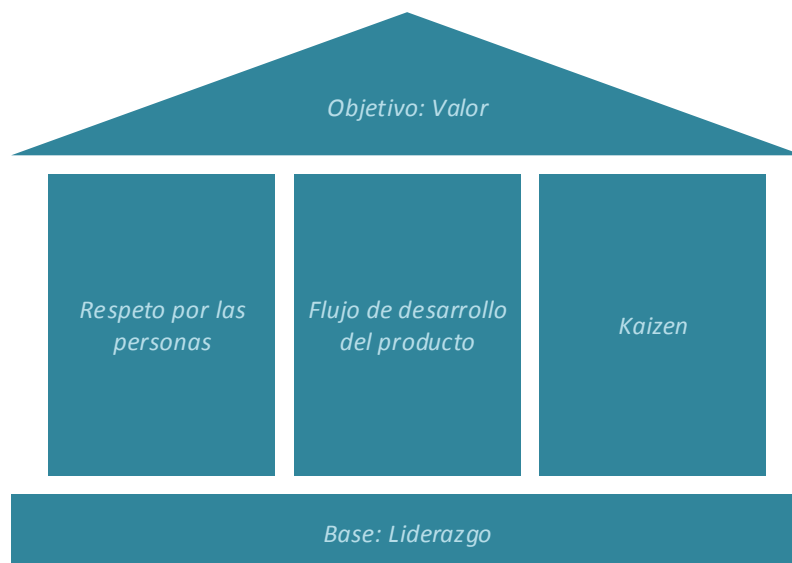 Objetivo: Valor
Respeto por las
personas
Flujo de desarrollo
del producto
Kaizen
Base: Liderazgo